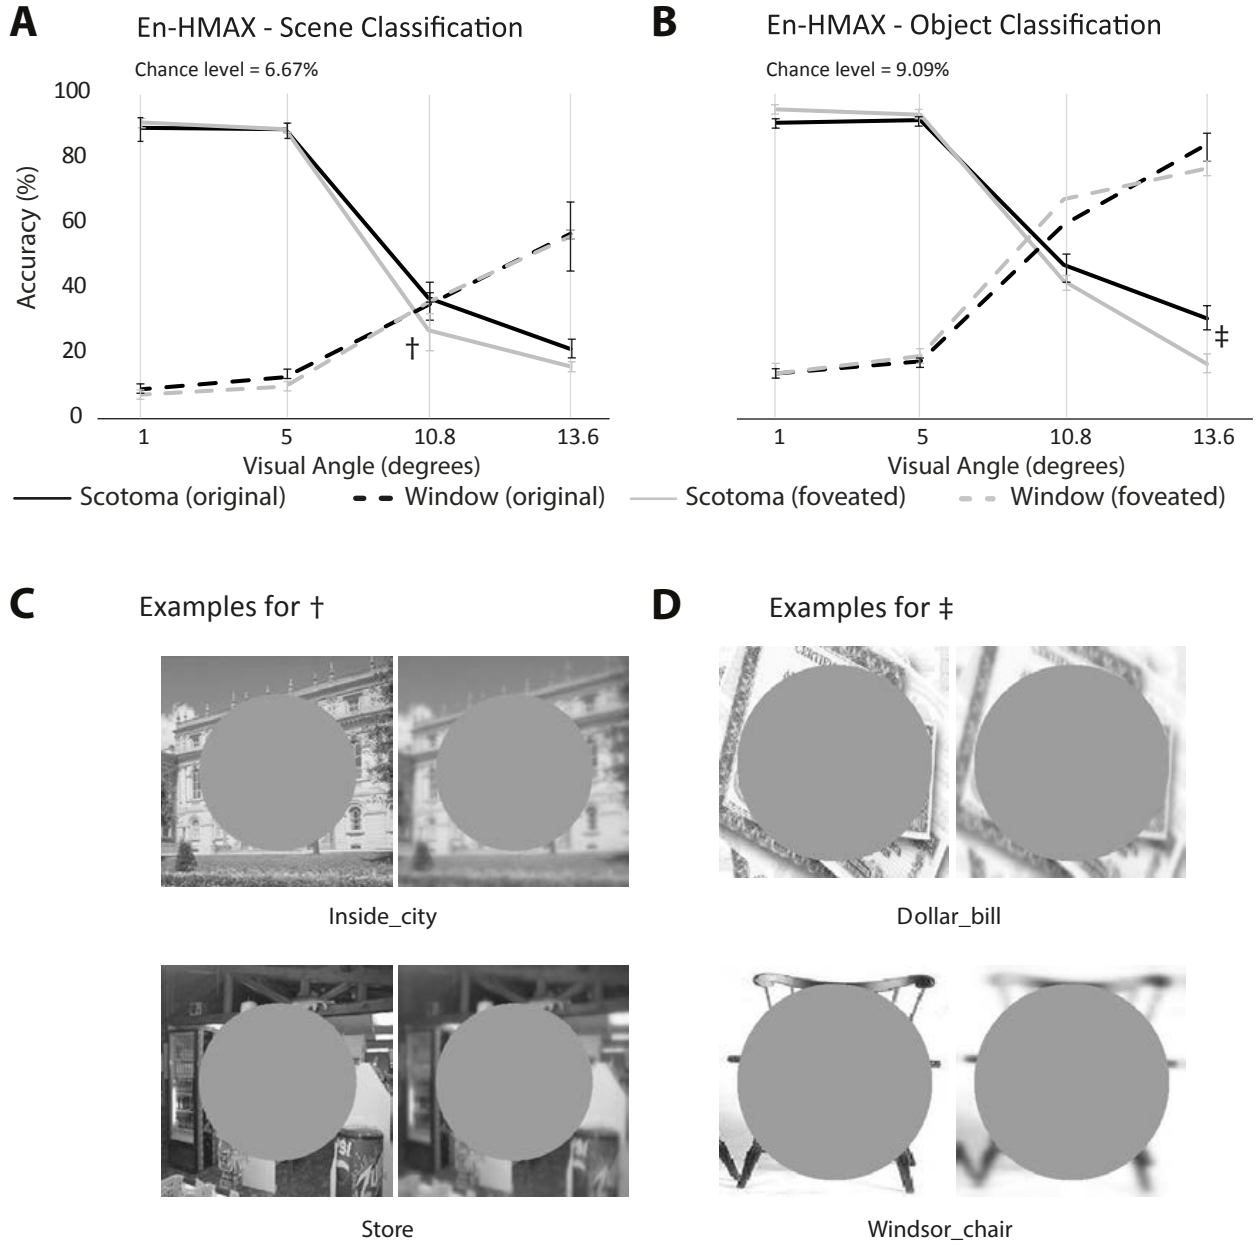 A
En-HMAX - Scene Classification
Chance level = 6.67%
Accuracy (%)
100
80
60
40
20
0
†
1 5 10.8 13.6
Visual Angle (degrees)
B
En-HMAX - Object Classification
Chance level = 9.09%
‡
1 5 10.8 13.6
Visual Angle (degrees)
Scotoma (original) Window (original) Scotoma (foveated) Window (foveated)
C
Examples for †
Inside_city
Store
D
Examples for ‡
Dollar_bill
Windsor_chair